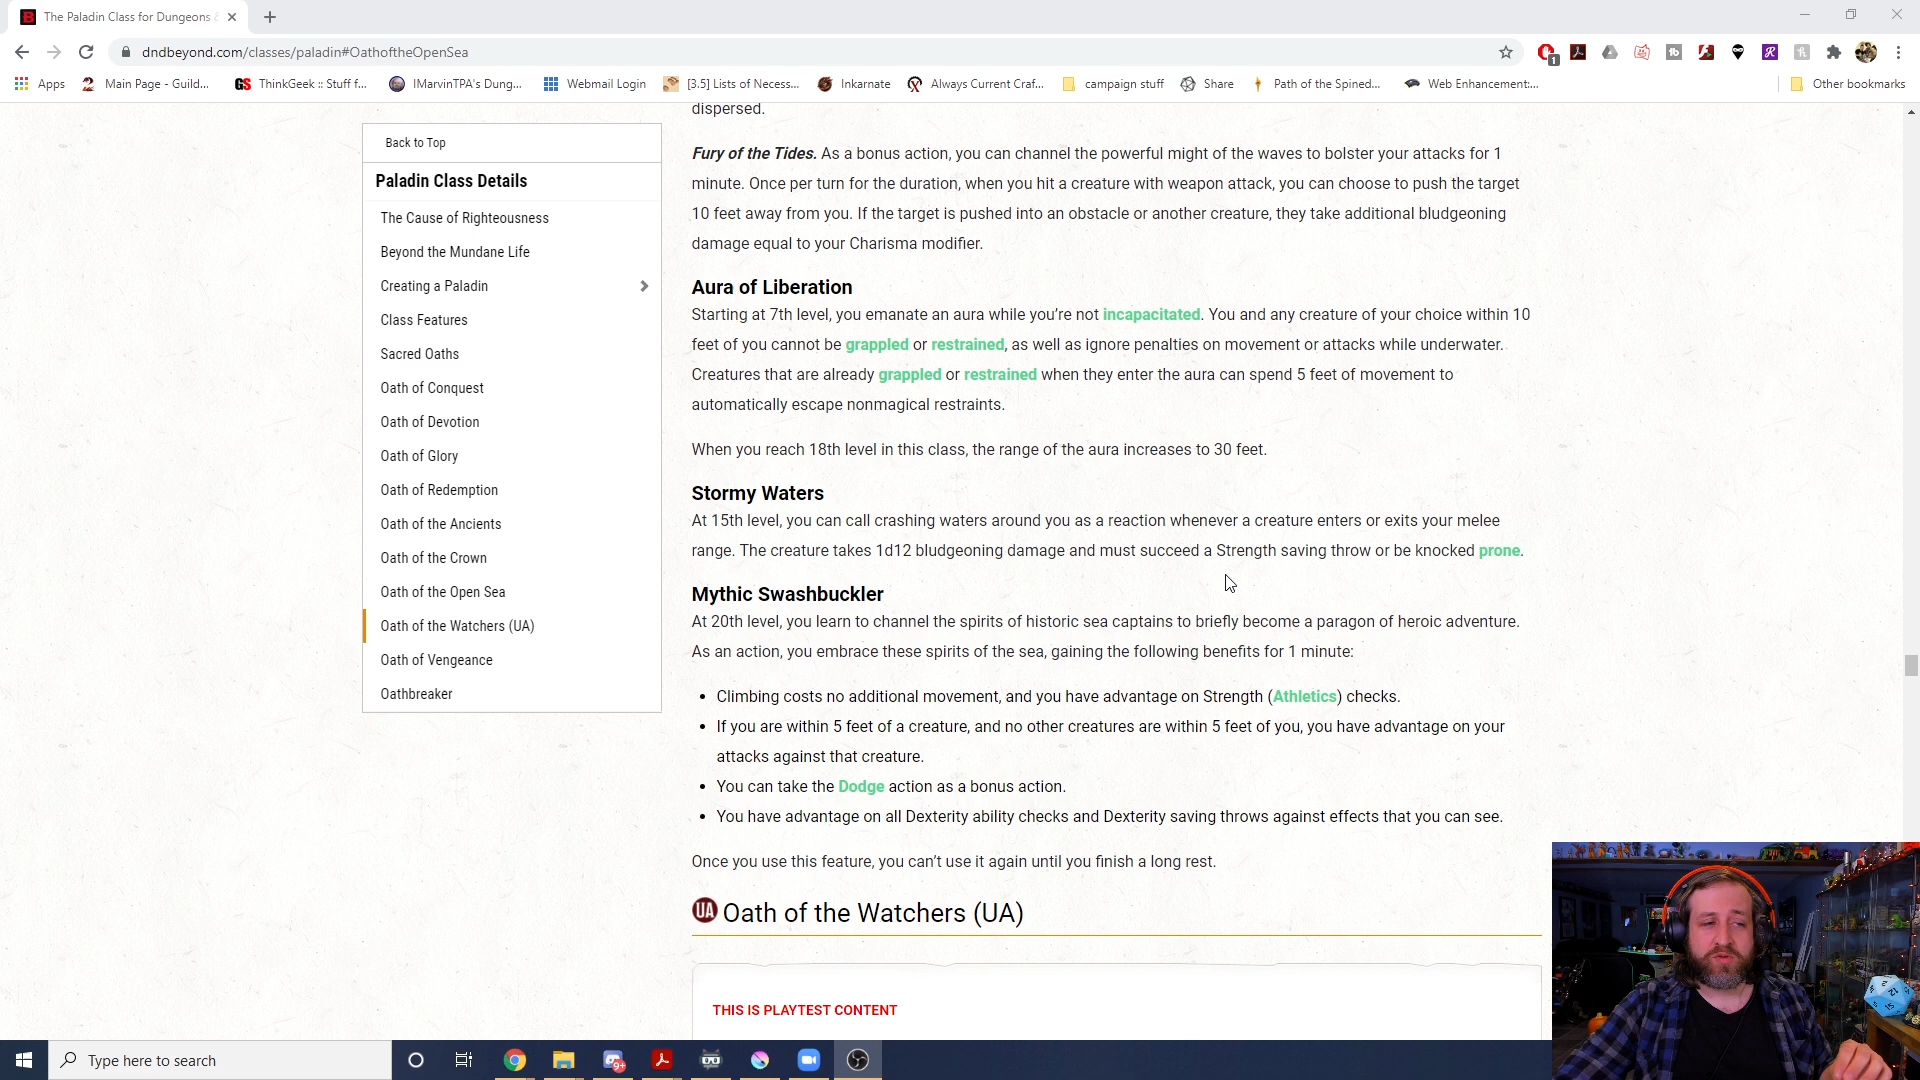 The Paladin Class for Dungeons &
dndbeyond.com/classes/paladin#OathoftheOpenSea
1
Apps
Main Page - Guild...
GS
ThinkGeek :: Stuff f...
IMarvinTPA's Dung...
Webmail Login
[3.5] Lists of Necess...
Inkarnate
Always Current Craf...
campaign stuff
Share
Path of the Spined...
Web Enhancement:...
Other bookmarks
Back to Top
Paladin Class Details
The Cause of Righteousness
Beyond the Mundane Life
Creating a Paladin
Class Features
Sacred Oaths
Oath of Conquest
Oath of Devotion
Oath of Glory
Oath of Redemption
Oath of the Ancients
Oath of the Crown
Oath of the Open Sea
Oath of the Watchers (UA)
Oath of Vengeance
Oathbreaker
dispersed.
Fury of the Tides. As a bonus action, you can channel the powerful might of the waves to bolster your attacks for 1
minute. Once per turn for the duration, when you hit a creature with weapon attack, you can choose to push the target
10 feet away from you. If the target is pushed into an obstacle or another creature, they take additional bludgeoning
damage equal to your Charisma modifier.
Aura of Liberation
Starting at 7th level, you emanate an aura while you’re not incapacitated. You and any creature of your choice within 10
feet of you cannot be grappled or restrained, as well as ignore penalties on movement or attacks while underwater.
Creatures that are already grappled or restrained when they enter the aura can spend 5 feet of movement to
automatically escape nonmagical restraints.
When you reach 18th level in this class, the range of the aura increases to 30 feet.
Stormy Waters
At 15th level, you can call crashing waters around you as a reaction whenever a creature enters or exits your melee
range. The creature takes 1d12 bludgeoning damage and must succeed a Strength saving throw or be knocked prone.
Mythic Swashbuckler
At 20th level, you learn to channel the spirits of historic sea captains to briefly become a paragon of heroic adventure.
As an action, you embrace these spirits of the sea, gaining the following benefits for 1 minute:
• Climbing costs no additional movement, and you have advantage on Strength (Athletics) checks.
• If you are within 5 feet of a creature, and no other creatures are within 5 feet of you, you have advantage on your
attacks against that creature.
• You can take the Dodge action as a bonus action.
• You have advantage on all Dexterity ability checks and Dexterity saving throws against effects that you can see.
Once you use this feature, you can’t use it again until you finish a long rest.
UA Oath of the Watchers (UA)
THIS IS PLAYTEST CONTENT
Type here to search
9+